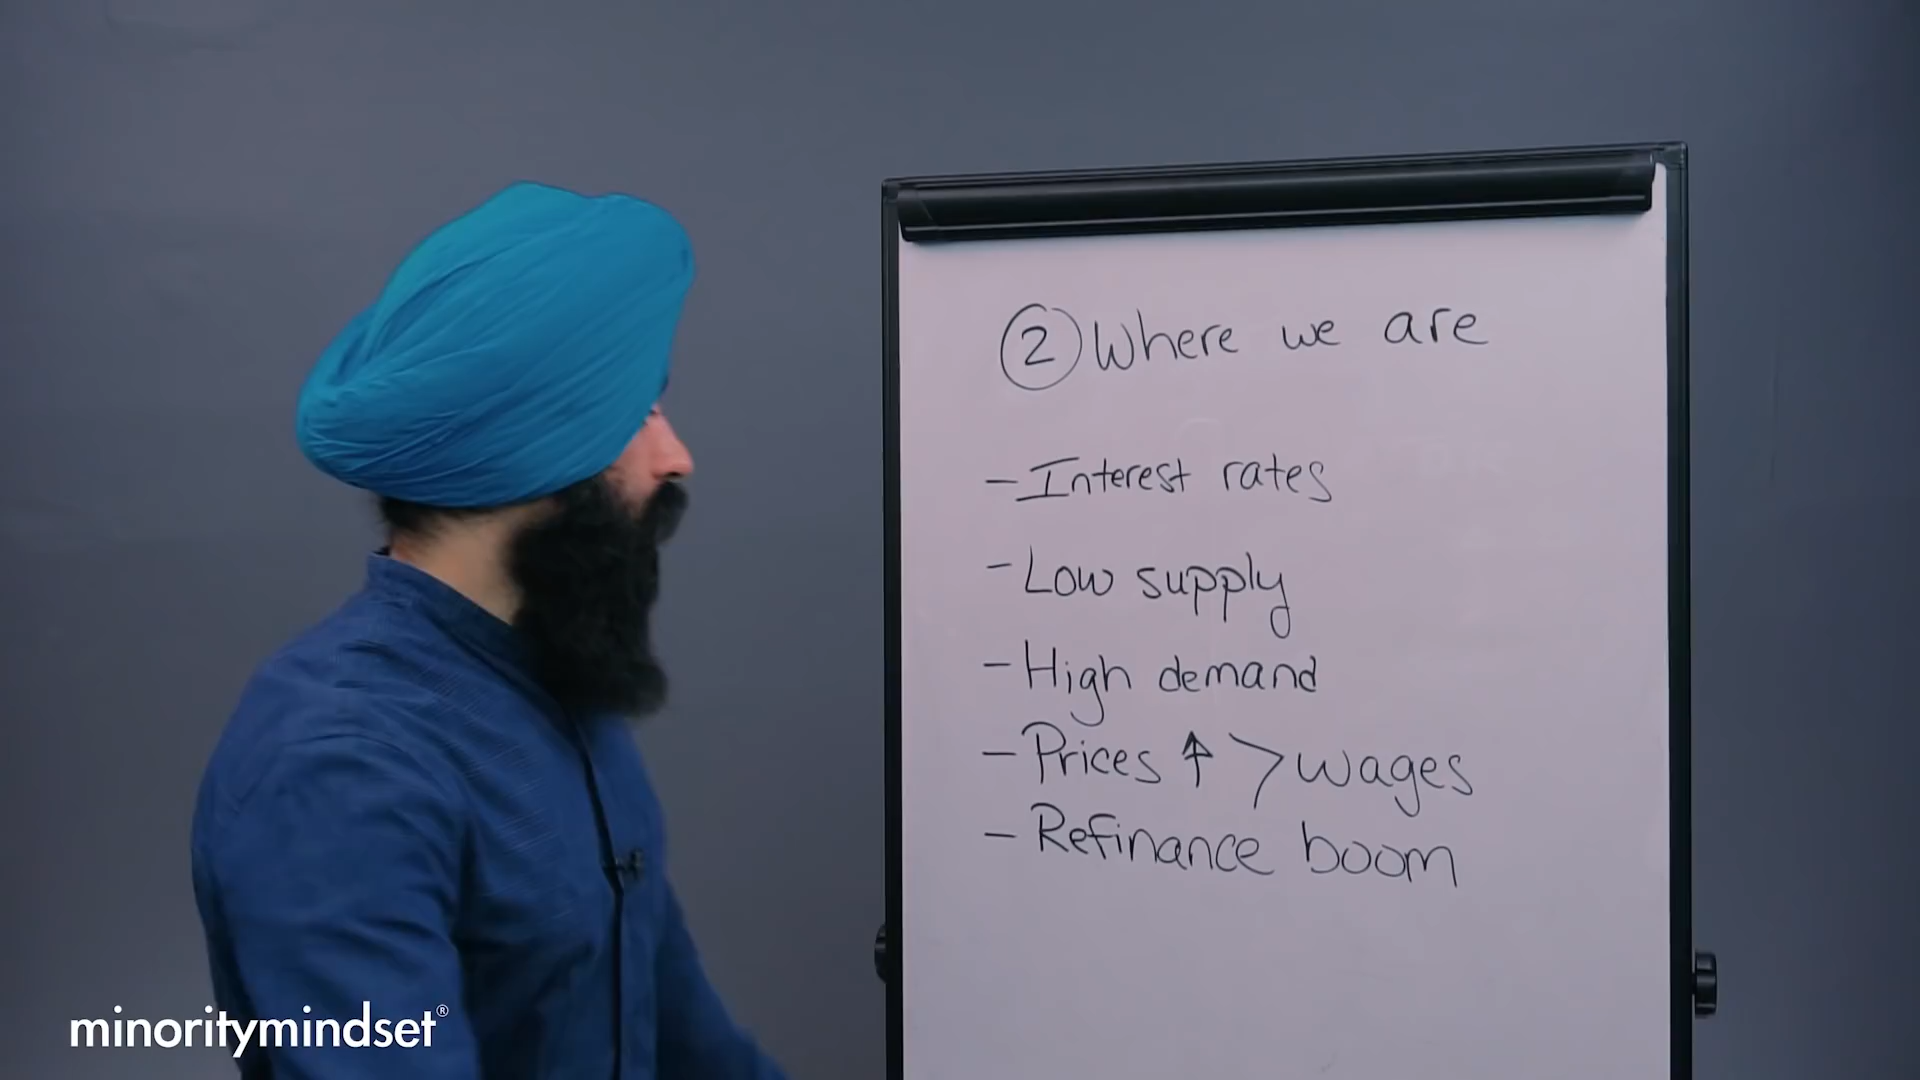 ② Where we are
- Interest rates
- Low supply
- High demand
- Prices ↑ > wages
- Refinance boom
minoritymindset®